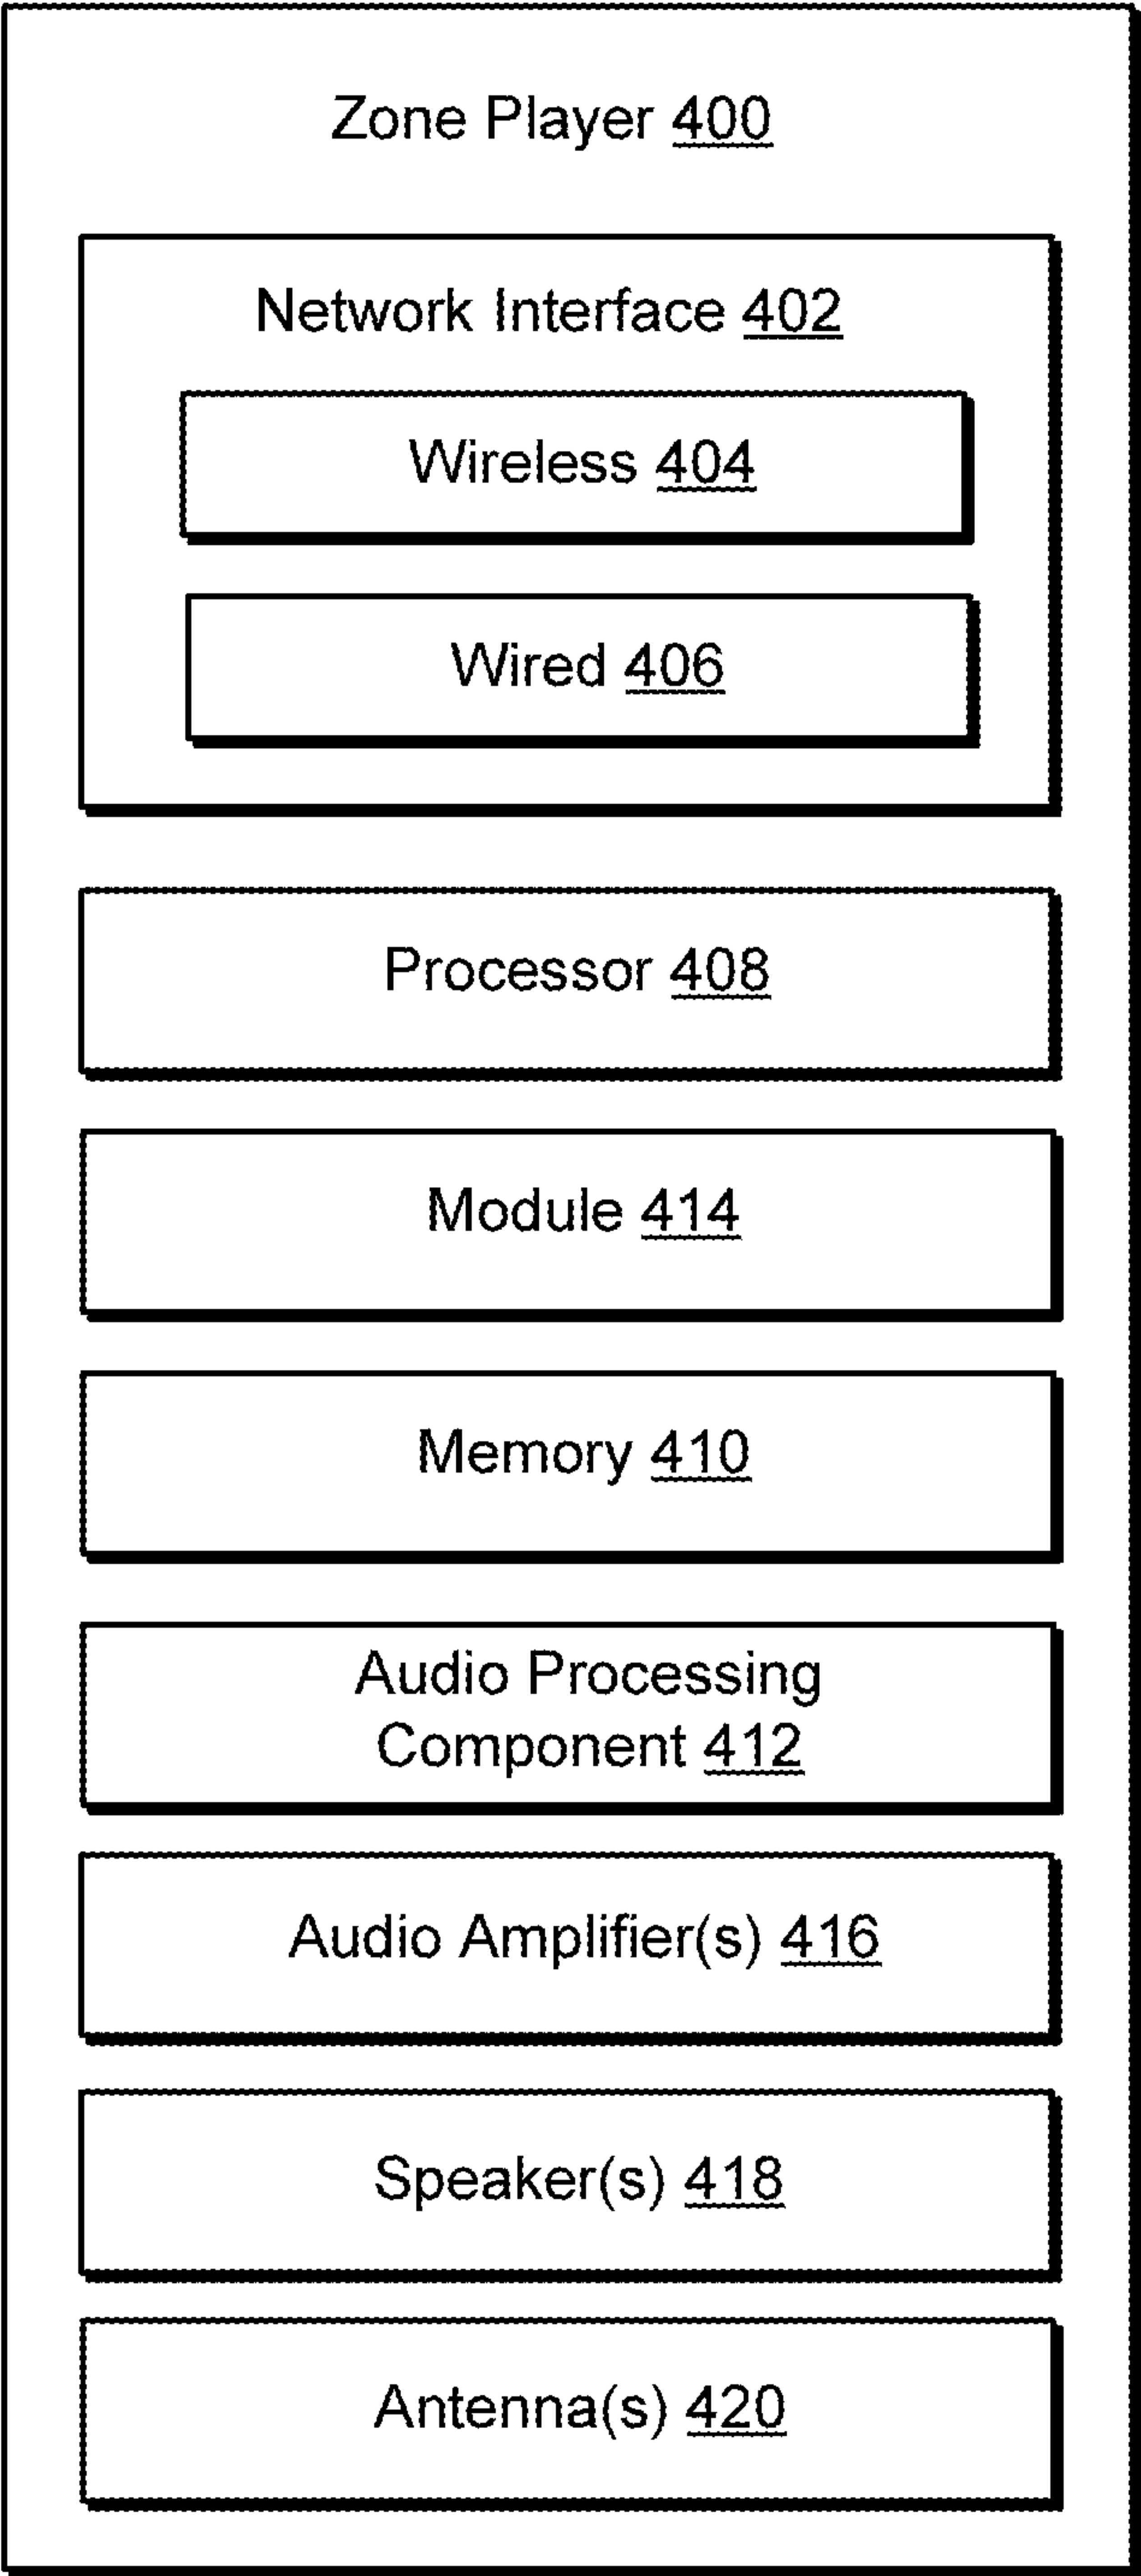 Zone Player 400
Network Interface 402
Wireless 404
Wired 406
Processor 408
Module 414
Memory 410
Audio Processing
Component 412
Audio Amplifier(s) 416
Speaker(s) 418
Antenna(s) 420